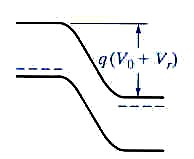 q(V₀ + Vᵣ)